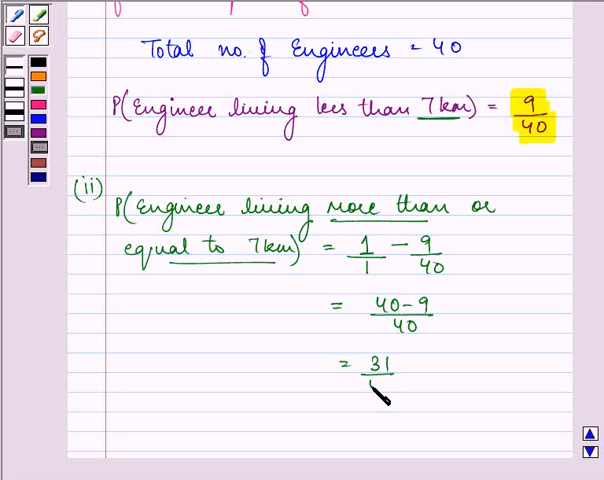 Total no. of Engineers = 40
P(Engineer living less than 7km) = 9/40
(ii) P(Engineer living more than or
equal to 7km) = 1/1 - 9/40
= 40-9/40
= 31/